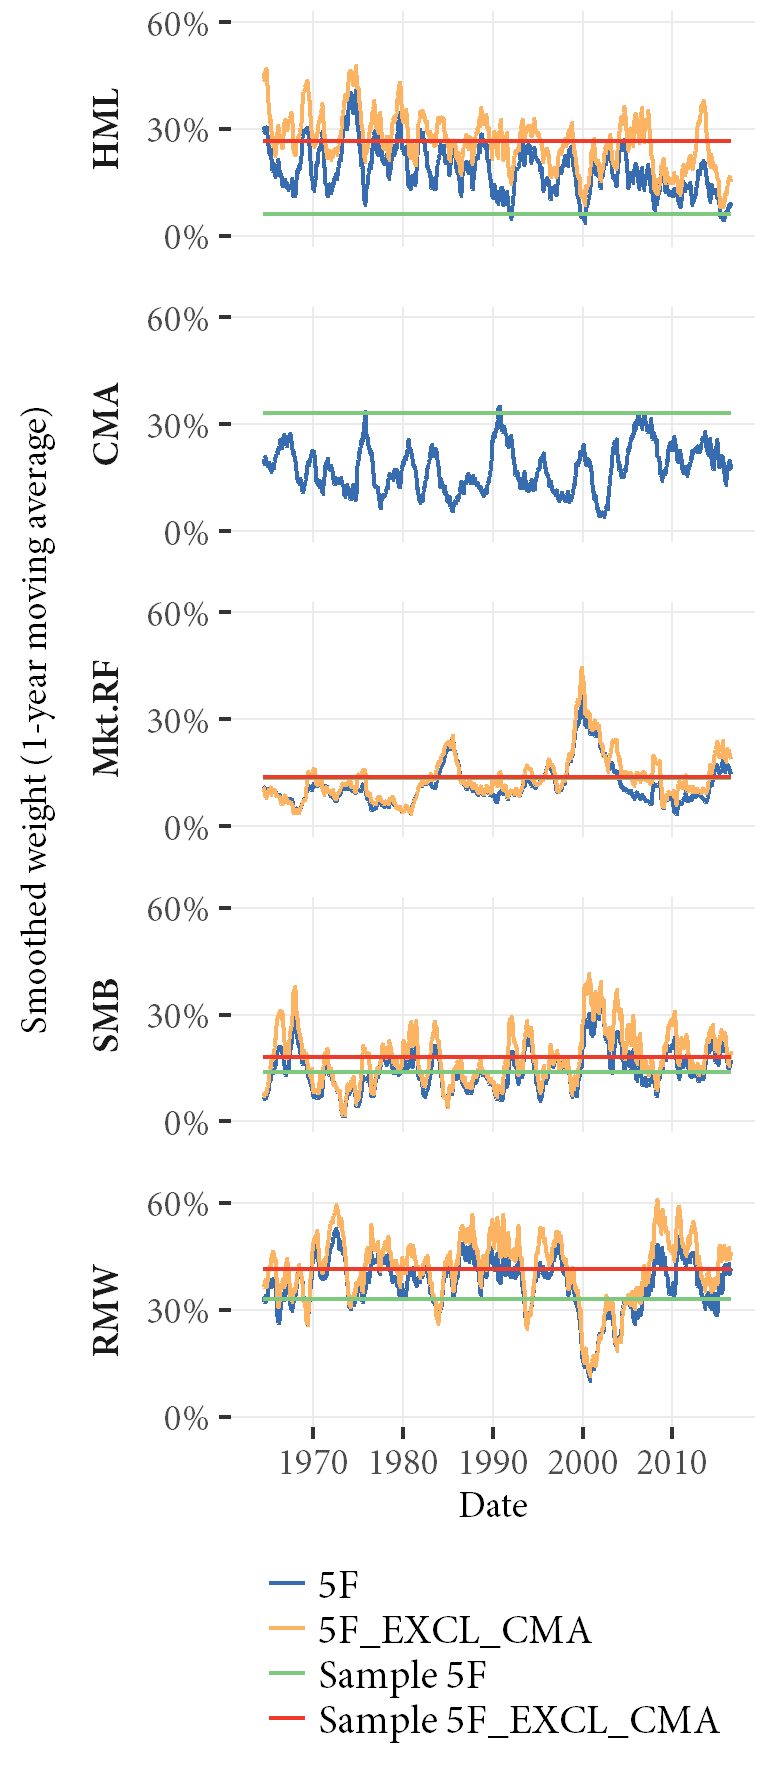 Smoothed weight (1-year moving average)
HML
60%
30%
0%
CMA
60%
30%
0%
Mkt.RF
60%
30%
0%
SMB
60%
30%
0%
RMW
60%
30%
0%
1970 1980 1990 2000 2010
Date
5F
5F_EXCL_CMA
Sample 5F
Sample 5F_EXCL_CMA